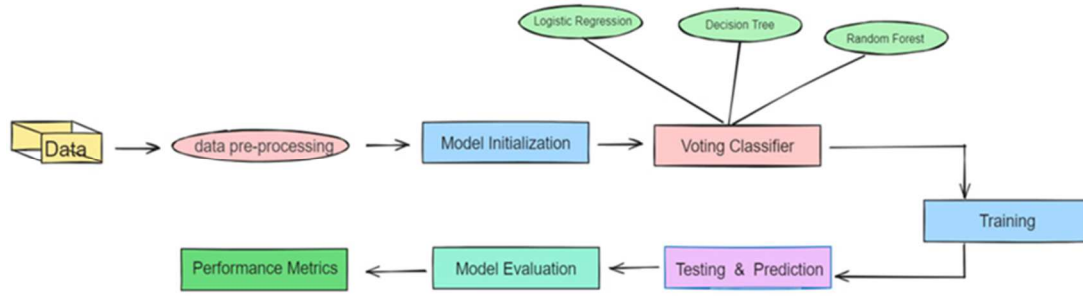 Logistic Regression
Decision Tree
Random Forest
Data
data pre-processing
Model Initialization
Voting Classifier
Training
Performance Metrics
Model Evaluation
Testing & Prediction